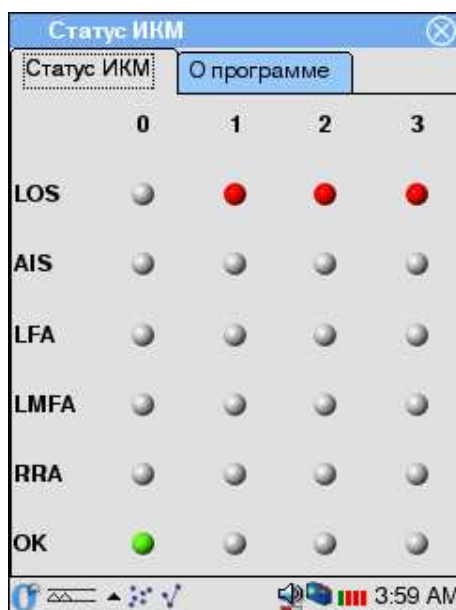 Статус ИКМ
Статус ИКМ О программе
0 1 2 3
LOS
AIS
LFA
LMFA
RRA
OK
3:59 AM